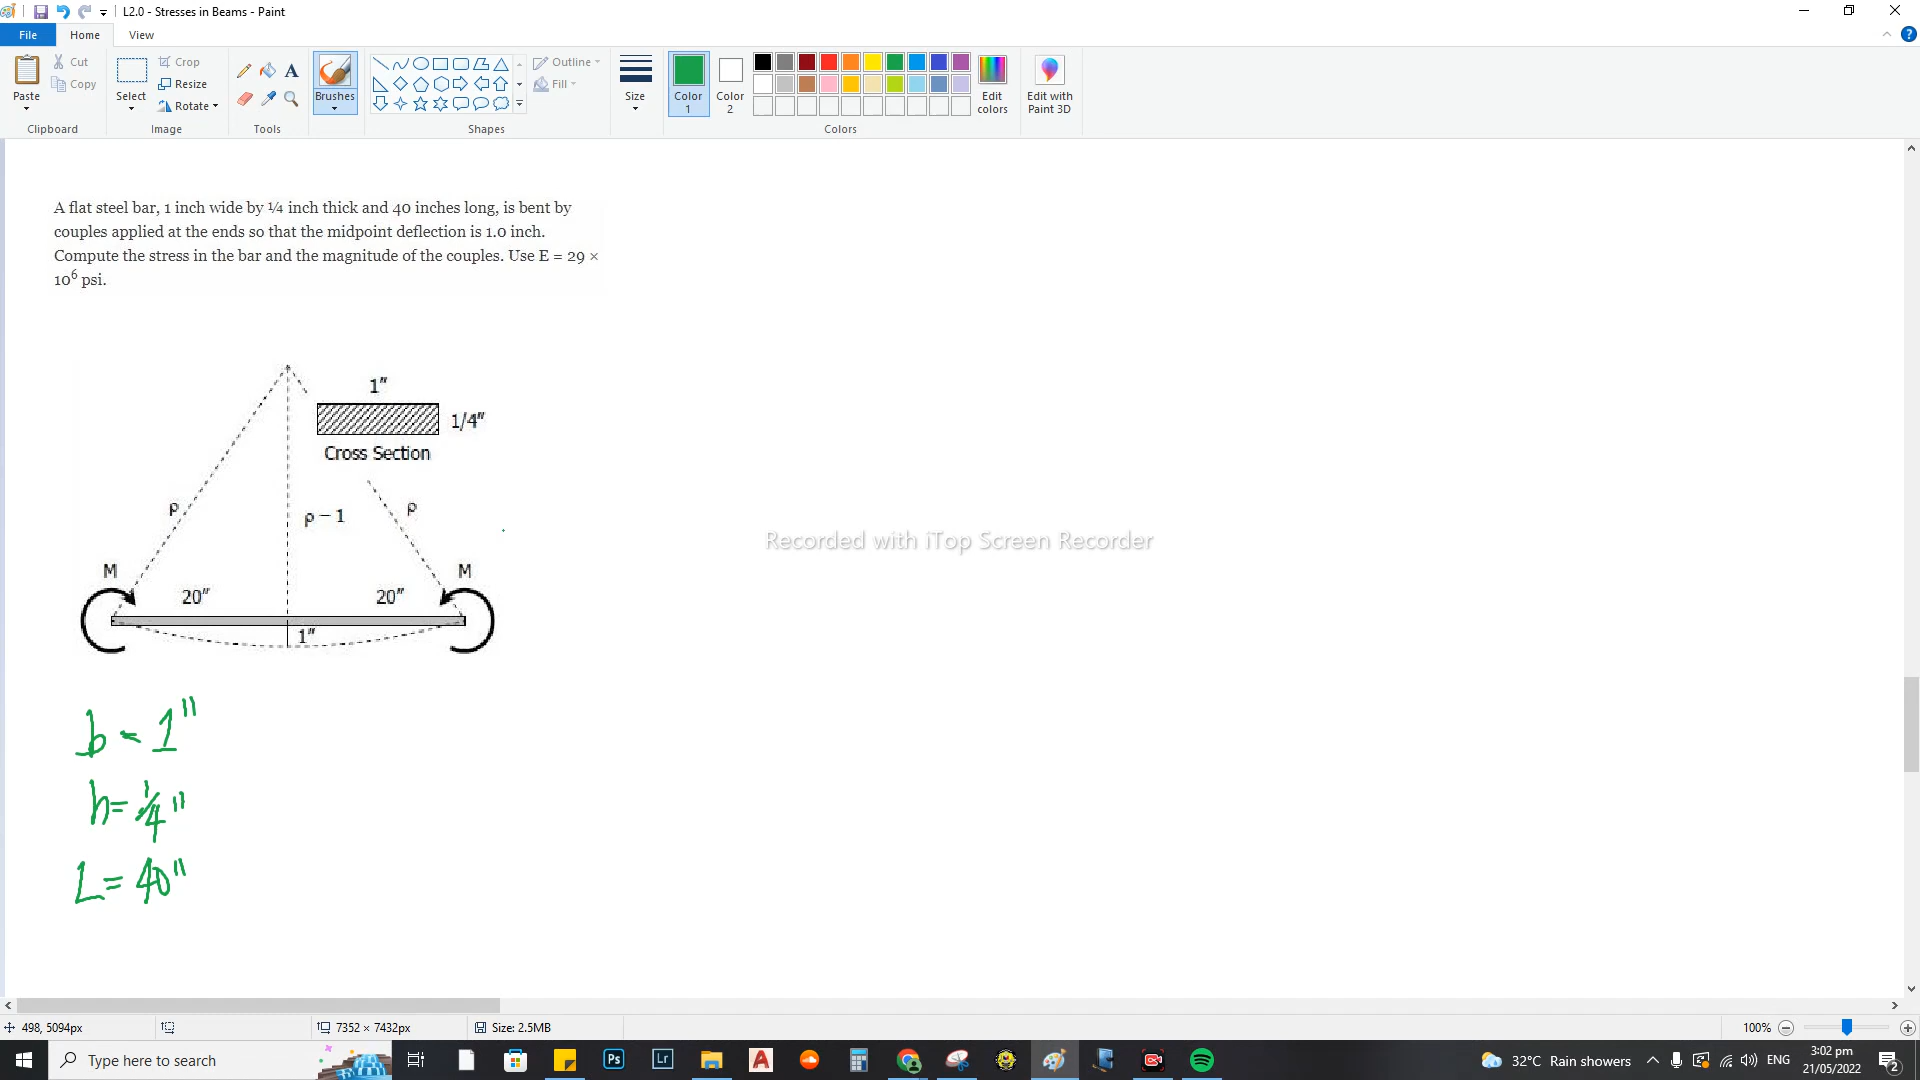 L2.0 - Stresses in Beams - Paint
File Home View
Paste
Cut
Copy
Clipboard
Select
Crop
Resize
Rotate
Image
Tools
Brushes
Shapes
Outline
Fill
Size
Color 1
Color 2
Colors
Edit colors
Edit with Paint 3D
A flat steel bar, 1 inch wide by ¼ inch thick and 40 inches long, is bent by
couples applied at the ends so that the midpoint deflection is 1.0 inch.
Compute the stress in the bar and the magnitude of the couples. Use E = 29 ×
10⁶ psi.
1"
1/4"
Cross Section
ρ
ρ – 1
ρ
M
M
20"
20"
1"
Recorded with iTop Screen Recorder
b = 1"
h = 1/4"
L = 40"
498, 5094px
7352 × 7432px
Size: 2.5MB
100%
Type here to search
Ps
Lr
32°C Rain showers
ENG
3:02 pm
21/05/2022
2